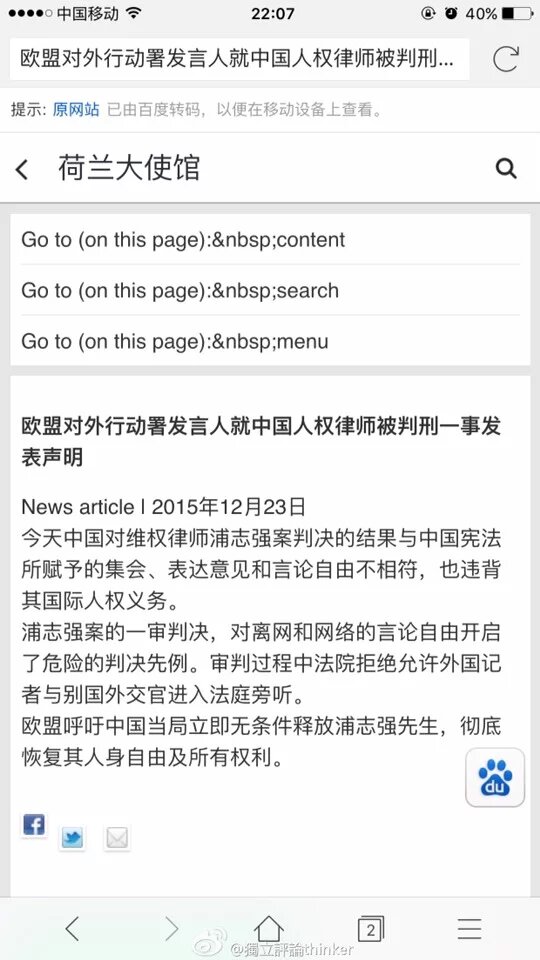 中国移动
22:07
40%
欧盟对外行动署发言人就中国人权律师被判刑...
提示: 原网站 已由百度转码，以便在移动设备上查看。
荷兰大使馆
Go to (on this page):&nbsp;content
Go to (on this page):&nbsp;search
Go to (on this page):&nbsp;menu
欧盟对外行动署发言人就中国人权律师被判刑一事发
表声明
News article | 2015年12月23日
今天中国对维权律师浦志强案判决的结果与中国宪法
所赋予的集会、表达意见和言论自由不相符，也违背
其国际人权义务。
浦志强案的一审判决，对离网和网络的言论自由开启
了危险的判决先例。审判过程中法院拒绝允许外国记
者与别国外交官进入法庭旁听。
欧盟呼吁中国当局立即无条件释放浦志强先生，彻底
恢复其人身自由及所有权利。
du
2
@獨立評論thinker